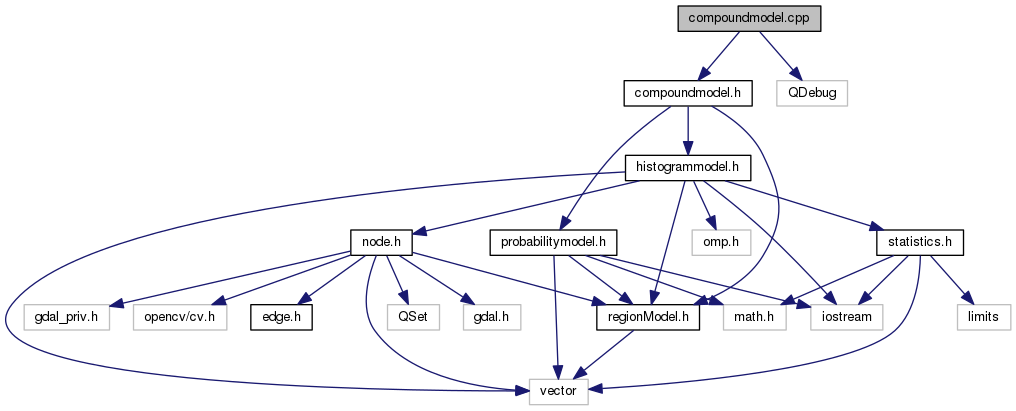 compoundmodel.cpp
compoundmodel.h
QDebug
histogrammodel.h
node.h
probabilitymodel.h
omp.h
statistics.h
gdal_priv.h
opencv/cv.h
edge.h
QSet
gdal.h
regionModel.h
math.h
iostream
limits
vector